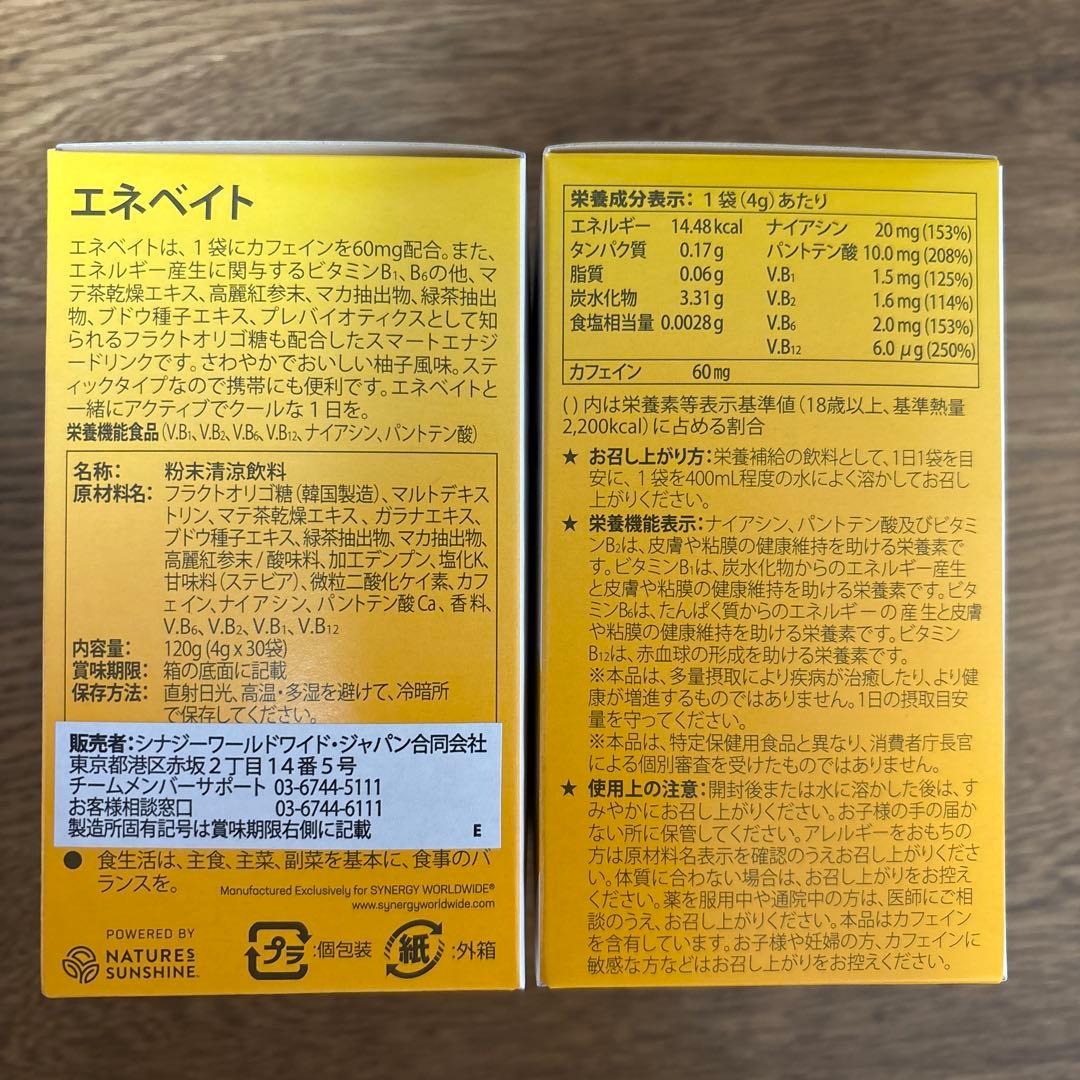 エネベイト
エネベイトは、1袋にカフェインを60mg配合。また、
エネルギー産生に関与するビタミンB₁、B₆の他、マ
テ茶乾燥エキス、高麗紅参末、マカ抽出物、緑茶抽出
物、ブドウ種子エキス、プレバイオティクスとして知
られるフラクトオリゴ糖も配合したスマートエナジ
ードリンクです。さわやかでおいしい柚子風味。ステ
ィックタイプなので携帯にも便利です。エネベイトと
一緒にアクティブでクールな1日を。
栄養機能食品(V.B₁、V.B₂、V.B₆、V.B₁₂、ナイアシン、パントテン酸)
名称： 粉末清涼飲料
原材料名： フラクトオリゴ糖(韓国製造)、マルトデキス
トリン、マテ茶乾燥エキス、ガラナエキス、
ブドウ種子エキス、緑茶抽出物、マカ抽出物、
高麗紅参末/酸味料、加工デンプン、塩化K、
甘味料(ステビア)、微粒二酸化ケイ素、カフ
ェイン、ナイアシン、パントテン酸Ca、香料、
V.B₆、V.B₂、V.B₁、V.B₁₂
内容量： 120g(4g×30袋)
賞味期限： 箱の底面に記載
保存方法： 直射日光、高温・多湿を避けて、冷暗所
で保存してください。
販売者：シナジーワールドワイド・ジャパン合同会社
東京都港区赤坂2丁目14番5号
チームメンバーサポート 03-6744-5111
お客様相談窓口 03-6744-6111
製造所固有記号は賞味期限右側に記載 E
● 食生活は、主食、主菜、副菜を基本に、食事のバ
ランスを。
Manufactured Exclusively for SYNERGY WORLDWIDE®
www.synergyworldwide.com
POWERED BY
NATURE'S
SUNSHINE™
プラ :個包装 紙 :外箱
栄養成分表示：1袋(4g)あたり
エネルギー 14.48kcal ナイアシン 20mg(153%)
タンパク質 0.17g パントテン酸 10.0mg(208%)
脂質 0.06g V.B₁ 1.5mg(125%)
炭水化物 3.31g V.B₂ 1.6mg(114%)
食塩相当量 0.0028g V.B₆ 2.0mg(153%)
V.B₁₂ 6.0μg(250%)
カフェイン 60mg
( )内は栄養素等表示基準値(18歳以上、基準熱量
2,200kcal)に占める割合
★ お召し上がり方：栄養補給の飲料として、1日1袋を目
安に、1袋を400mL程度の水によく溶かしてお召し
上がりください。
★ 栄養機能表示：ナイアシン、パントテン酸及びビタミ
ンB₂は、皮膚や粘膜の健康維持を助ける栄養素で
す。ビタミンB₁は、炭水化物からのエネルギー産生
と皮膚や粘膜の健康維持を助ける栄養素です。ビタ
ミンB₆は、たんぱく質からのエネルギーの産生と皮膚
や粘膜の健康維持を助ける栄養素です。ビタミン
B₁₂は、赤血球の形成を助ける栄養素です。
※本品は、多量摂取により疾病が治癒したり、より健
康が増進するものではありません。1日の摂取目安
量を守ってください。
※本品は、特定保健用食品と異なり、消費者庁長官
による個別審査を受けたものではありません。
★ 使用上の注意：開封後または水に溶かした後は、す
みやかにお召し上がりください。お子様の手の届か
ない所に保管してください。アレルギーをおもちの
方は原材料名表示を確認のうえお召し上がりくださ
い。体質に合わない場合は、お召し上がりをお控え
ください。薬を服用中や通院中の方は、医師にご相
談のうえ、お召し上がりください。本品はカフェイン
を含有しています。お子様や妊婦の方、カフェインに
敏感な方などはお召し上がりをお控えください。